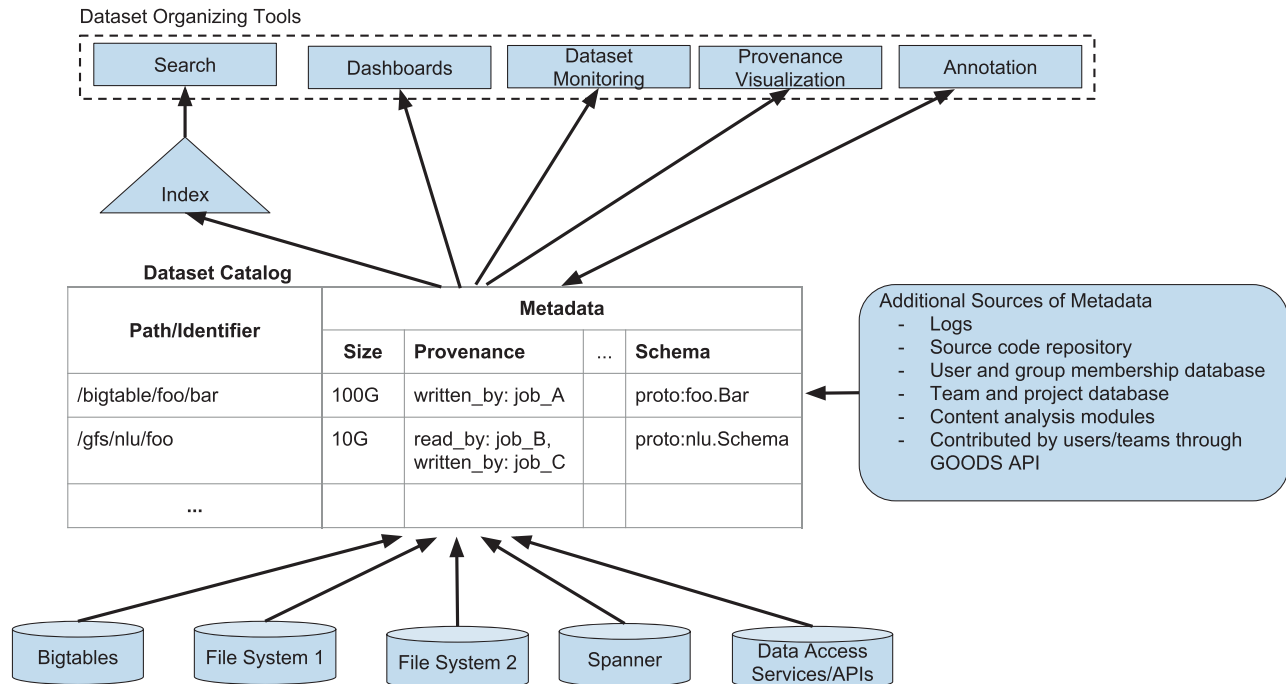 Dataset Organizing Tools
Search
Dashboards
Dataset
Monitoring
Provenance
Visualization
Annotation
Index
Dataset Catalog
Path/Identifier
Metadata
Size
Provenance
...
Schema
/bigtable/foo/bar
100G
written_by: job_A
proto:foo.Bar
/gfs/nlu/foo
10G
read_by: job_B,
written_by: job_C
proto:nlu.Schema
...
Additional Sources of Metadata
- Logs
- Source code repository
- User and group membership database
- Team and project database
- Content analysis modules
- Contributed by users/teams through
GOODS API
Bigtables
File System 1
File System 2
Spanner
Data Access
Services/APIs